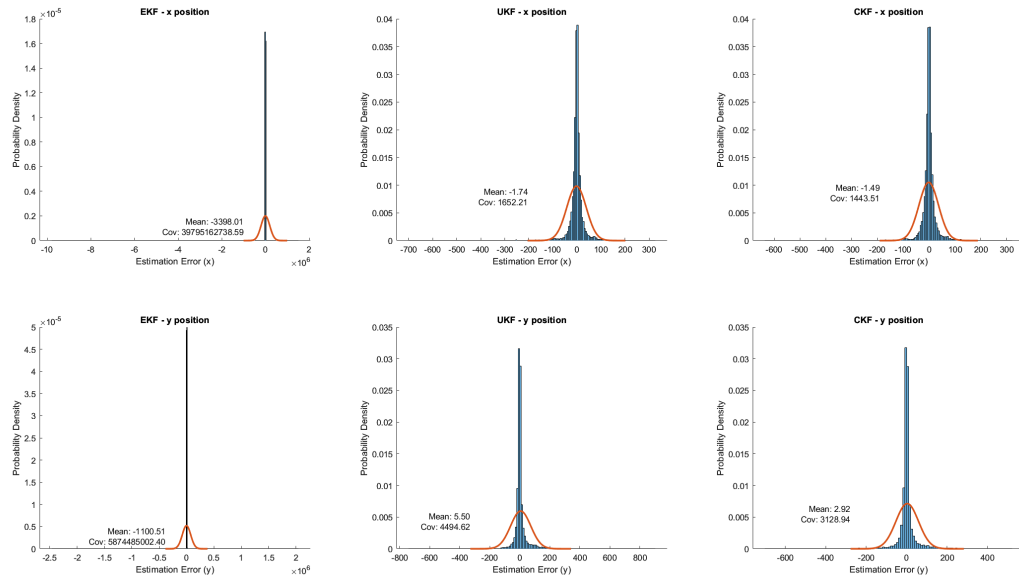 EKF - x position
×10⁻⁵
1.8
1.6
1.4
1.2
1
0.8
0.6
0.4
0.2
0
Probability Density
Mean: -3398.01
Cov: 39795162738.59
-10 -8 -6 -4 -2 0 2
Estimation Error (x)
×10⁶
UKF - x position
0.04
0.035
0.03
0.025
0.02
0.015
0.01
0.005
0
Probability Density
Mean: -1.74
Cov: 1652.21
-700 -600 -500 -400 -300 -200 -100 0 100 200 300
Estimation Error (x)
CKF - x position
0.04
0.035
0.03
0.025
0.02
0.015
0.01
0.005
0
Probability Density
Mean: -1.49
Cov: 1443.51
-600 -500 -400 -300 -200 -100 0 100 200 300
Estimation Error (x)
EKF - y position
×10⁻⁵
5
4.5
4
3.5
3
2.5
2
1.5
1
0.5
0
Probability Density
Mean: -1100.51
Cov: 5874485002.40
-2.5 -2 -1.5 -1 -0.5 0 0.5 1 1.5 2
Estimation Error (y)
×10⁶
UKF - y position
0.035
0.03
0.025
0.02
0.015
0.01
0.005
0
Probability Density
Mean: 5.50
Cov: 4494.62
-800 -600 -400 -200 0 200 400 600 800
Estimation Error (y)
CKF - y position
0.035
0.03
0.025
0.02
0.015
0.01
0.005
0
Probability Density
Mean: 2.92
Cov: 3128.94
-600 -400 -200 0 200 400
Estimation Error (y)